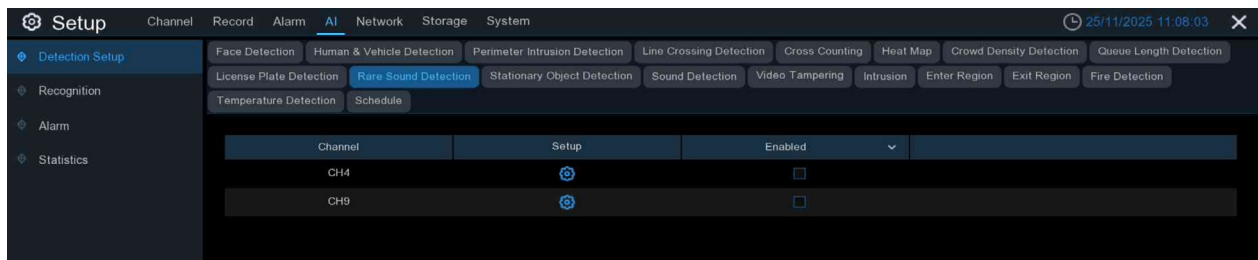 Setup Channel Record Alarm AI Network Storage System 25/11/2025 11:08:03
Detection Setup
Recognition
Alarm
Statistics
Face Detection Human & Vehicle Detection Perimeter Intrusion Detection Line Crossing Detection Cross Counting Heat Map Crowd Density Detection Queue Length Detection
License Plate Detection Rare Sound Detection Stationary Object Detection Sound Detection Video Tampering Intrusion Enter Region Exit Region Fire Detection
Temperature Detection Schedule
Channel Setup Enabled
CH4
CH9